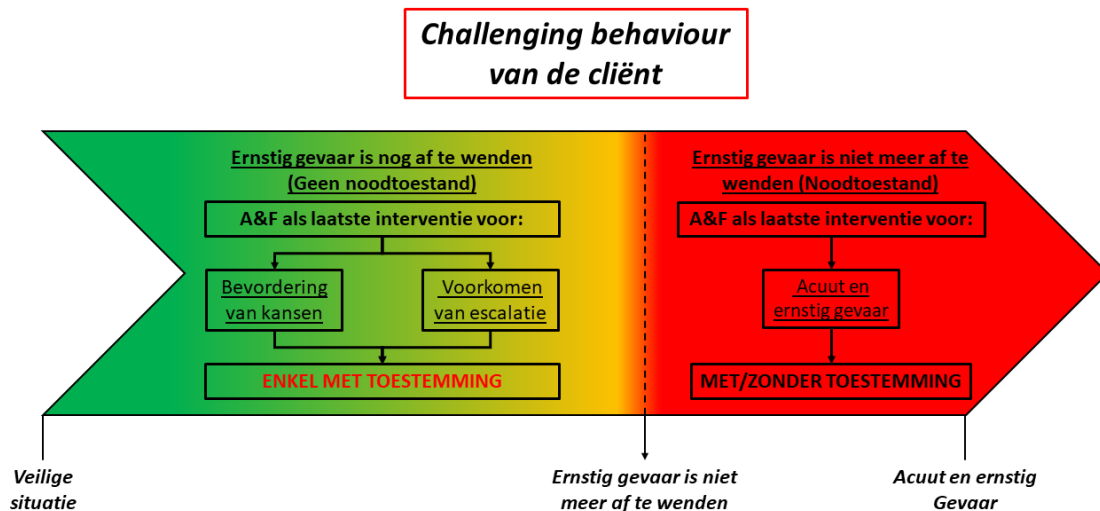 Challenging behaviour
van de cliënt
Ernstig gevaar is nog af te wenden
(Geen noodtoestand)
A&F als laatste interventie voor:
Bevordering
van kansen
Voorkomen
van escalatie
ENKEL MET TOESTEMMING
Ernstig gevaar is niet meer af te
wenden (Noodtoestand)
A&F als laatste interventie voor:
Acuut en
ernstig gevaar
MET/ZONDER TOESTEMMING
Veilige
situatie
Ernstig gevaar is niet
meer af te wenden
Acuut en ernstig
Gevaar